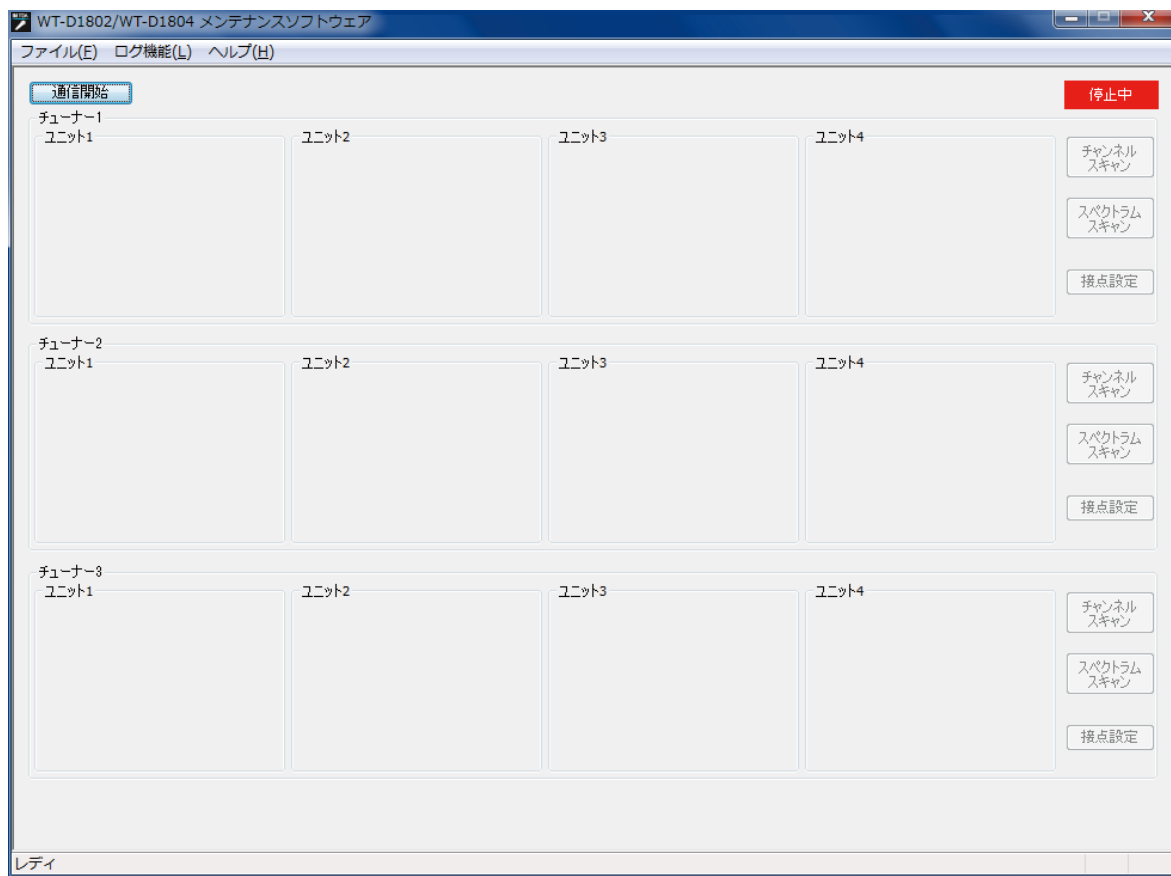 WT-D1802/WT-D1804 メンテナンスソフトウェア
ファイル(F) ログ機能(L) ヘルプ(H)
通信開始 停止中
チューナー1
ユニット1 ユニット2 ユニット3 ユニット4
チャンネル
スキャン
スペクトラム
スキャン
接点設定
チューナー2
ユニット1 ユニット2 ユニット3 ユニット4
チャンネル
スキャン
スペクトラム
スキャン
接点設定
チューナー3
ユニット1 ユニット2 ユニット3 ユニット4
チャンネル
スキャン
スペクトラム
スキャン
接点設定
レディ